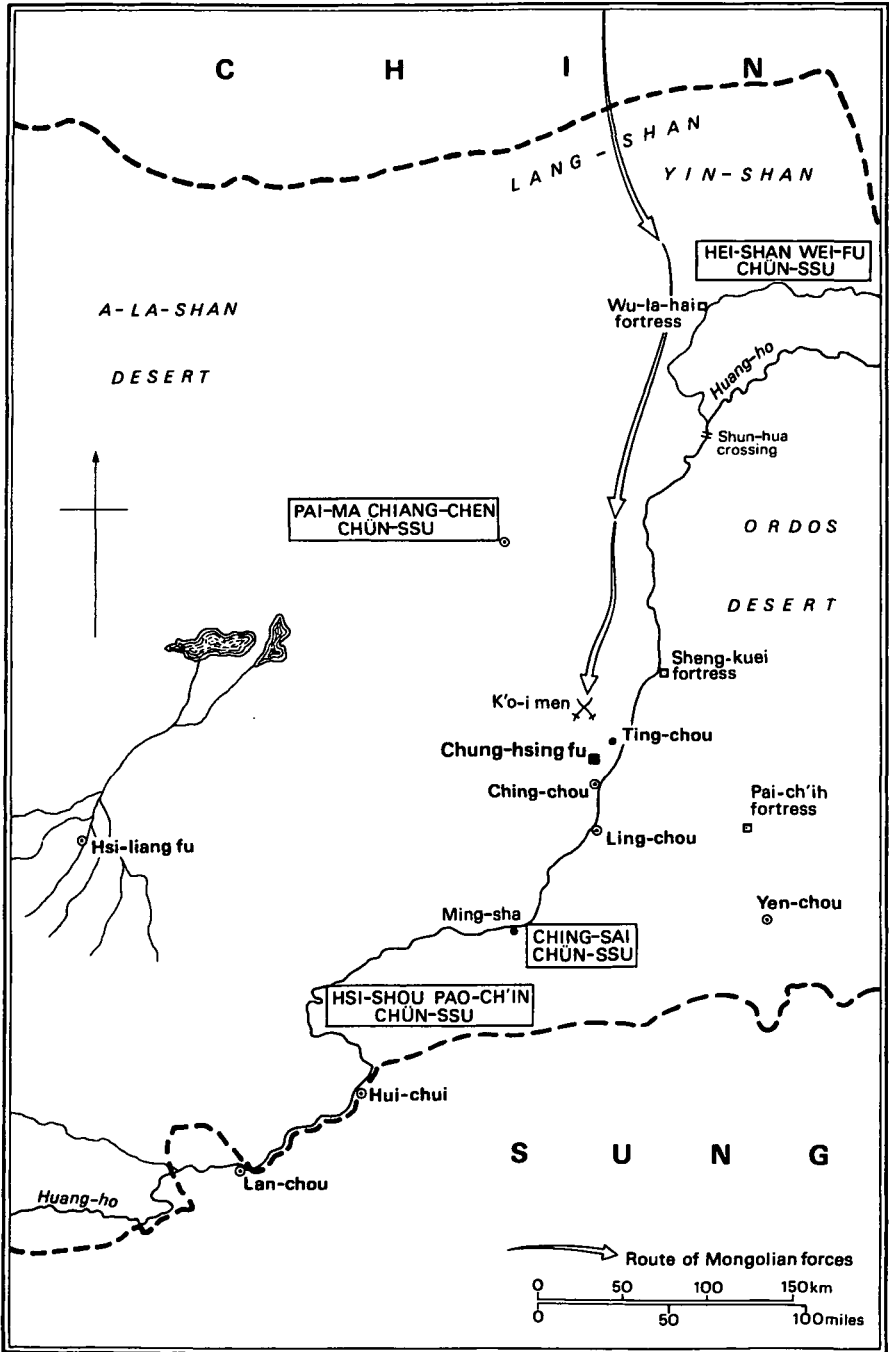 C H I N
LANG-SHAN
YIN-SHAN
HEI-SHAN WEI-FU
CHÜN-SSU
A-LA-SHAN
DESERT
Wu-la-hai
fortress
Huang-ho
Shun-hua
crossing
PAI-MA CHIANG-CHEN
CHÜN-SSU
ORDOS
DESERT
Sheng-kuei
fortress
K'o-i men
Ting-chou
Chung-hsing fu
Ching-chou
Pai-ch'ih
fortress
Hsi-liang fu
Ling-chou
Yen-chou
Ming-sha
CHING-SAI
CHÜN-SSU
HSI-SHOU PAO-CH'IN
CHÜN-SSU
Hui-chui
S U N G
Lan-chou
Huang-ho
Route of Mongolian forces
0 50 100 150km
0 50 100miles